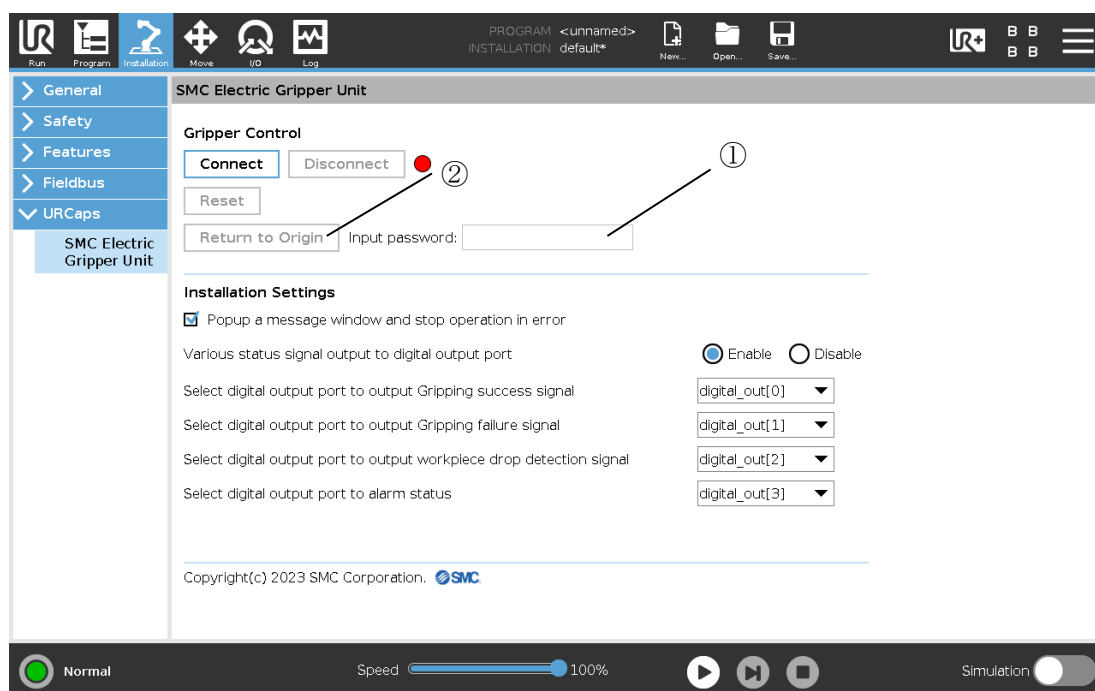 PROGRAM <unnamed>
INSTALLATION default*
Run Program Installation Move I/O Log New... Open... Save...
UR
UR+
B B
B B
General
Safety
Features
Fieldbus
URCaps
SMC Electric
Gripper Unit
SMC Electric Gripper Unit
Gripper Control
Connect Disconnect
② ①
Reset
Return to Origin Input password:
Installation Settings
Popup a message window and stop operation in error
Various status signal output to digital output port Enable Disable
Select digital output port to output Gripping success signal digital_out[0]
Select digital output port to output Gripping failure signal digital_out[1]
Select digital output port to output workpiece drop detection signal digital_out[2]
Select digital output port to alarm status digital_out[3]
Copyright(c) 2023 SMC Corporation. SMC.
Normal Speed 100% Simulation